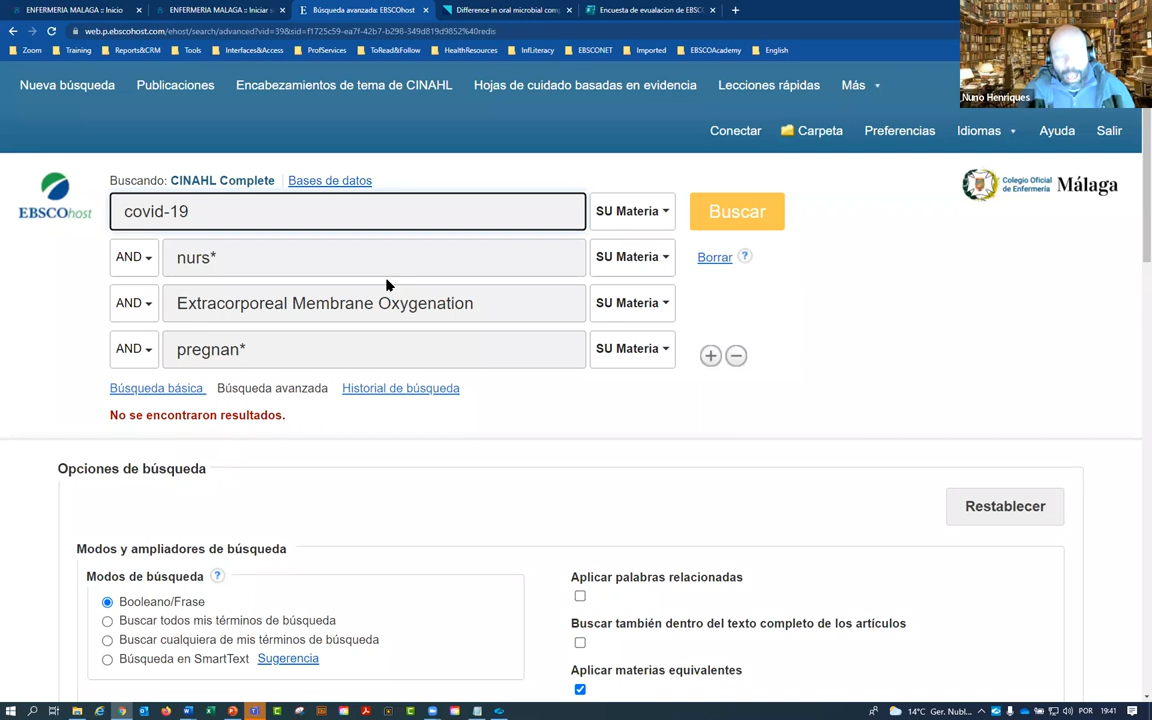 ENFERMERIA MALAGA :: Inicio
ENFERMERIA MALAGA :: Iniciar s
Búsqueda avanzada: EBSCOhost
Difference in oral microbial com
Encuesta de evualacion de EBSC
web.p.ebscohost.com/ehost/search/advanced?vid=39&sid=f1725c59-ea7f-42b7-b298-349d819d9852%40redis
Zoom Training Reports&CRM Tools Interfaces&Access ProfServices ToRead&Follow HealthResources InfLiteracy EBSCONET Imported EBSCOAcademy English
Nuno Henriques
Nueva búsqueda Publicaciones Encabezamientos de tema de CINAHL Hojas de cuidado basadas en evidencia Lecciones rápidas Más
Conectar Carpeta Preferencias Idiomas Ayuda Salir
Buscando: CINAHL Complete Bases de datos
EBSCOhost
covid-19 SU Materia Buscar
Colegio Oficial de Enfermería Málaga
AND nurs* SU Materia Borrar ?
AND Extracorporeal Membrane Oxygenation SU Materia
AND pregnan* SU Materia
Búsqueda básica Búsqueda avanzada Historial de búsqueda
No se encontraron resultados.
Opciones de búsqueda
Restablecer
Modos y ampliadores de búsqueda
Modos de búsqueda ?
Booleano/Frase
Buscar todos mis términos de búsqueda
Buscar cualquiera de mis términos de búsqueda
Búsqueda en SmartText Sugerencia
Aplicar palabras relacionadas
Buscar también dentro del texto completo de los artículos
Aplicar materias equivalentes
14°C Ger. Nubl... POR 19:41